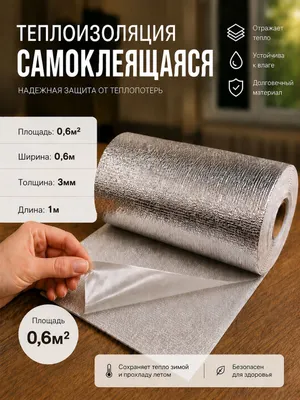 ТЕПЛОИЗОЛЯЦИЯ
САМОКЛЕЯЩАЯСЯ
НАДЕЖНАЯ ЗАЩИТА ОТ ТЕПЛОПОТЕРЬ
Отражает
тепло
Устойчива
к влаге
Долговечный
материал
Площадь: 0,6м²
Ширина: 0,6м
Толщина: 3мм
Длина: 1м
Площадь
0,6м²
Сохраняет тепло зимой
и прохладу летом
Безопасен
для здоровья